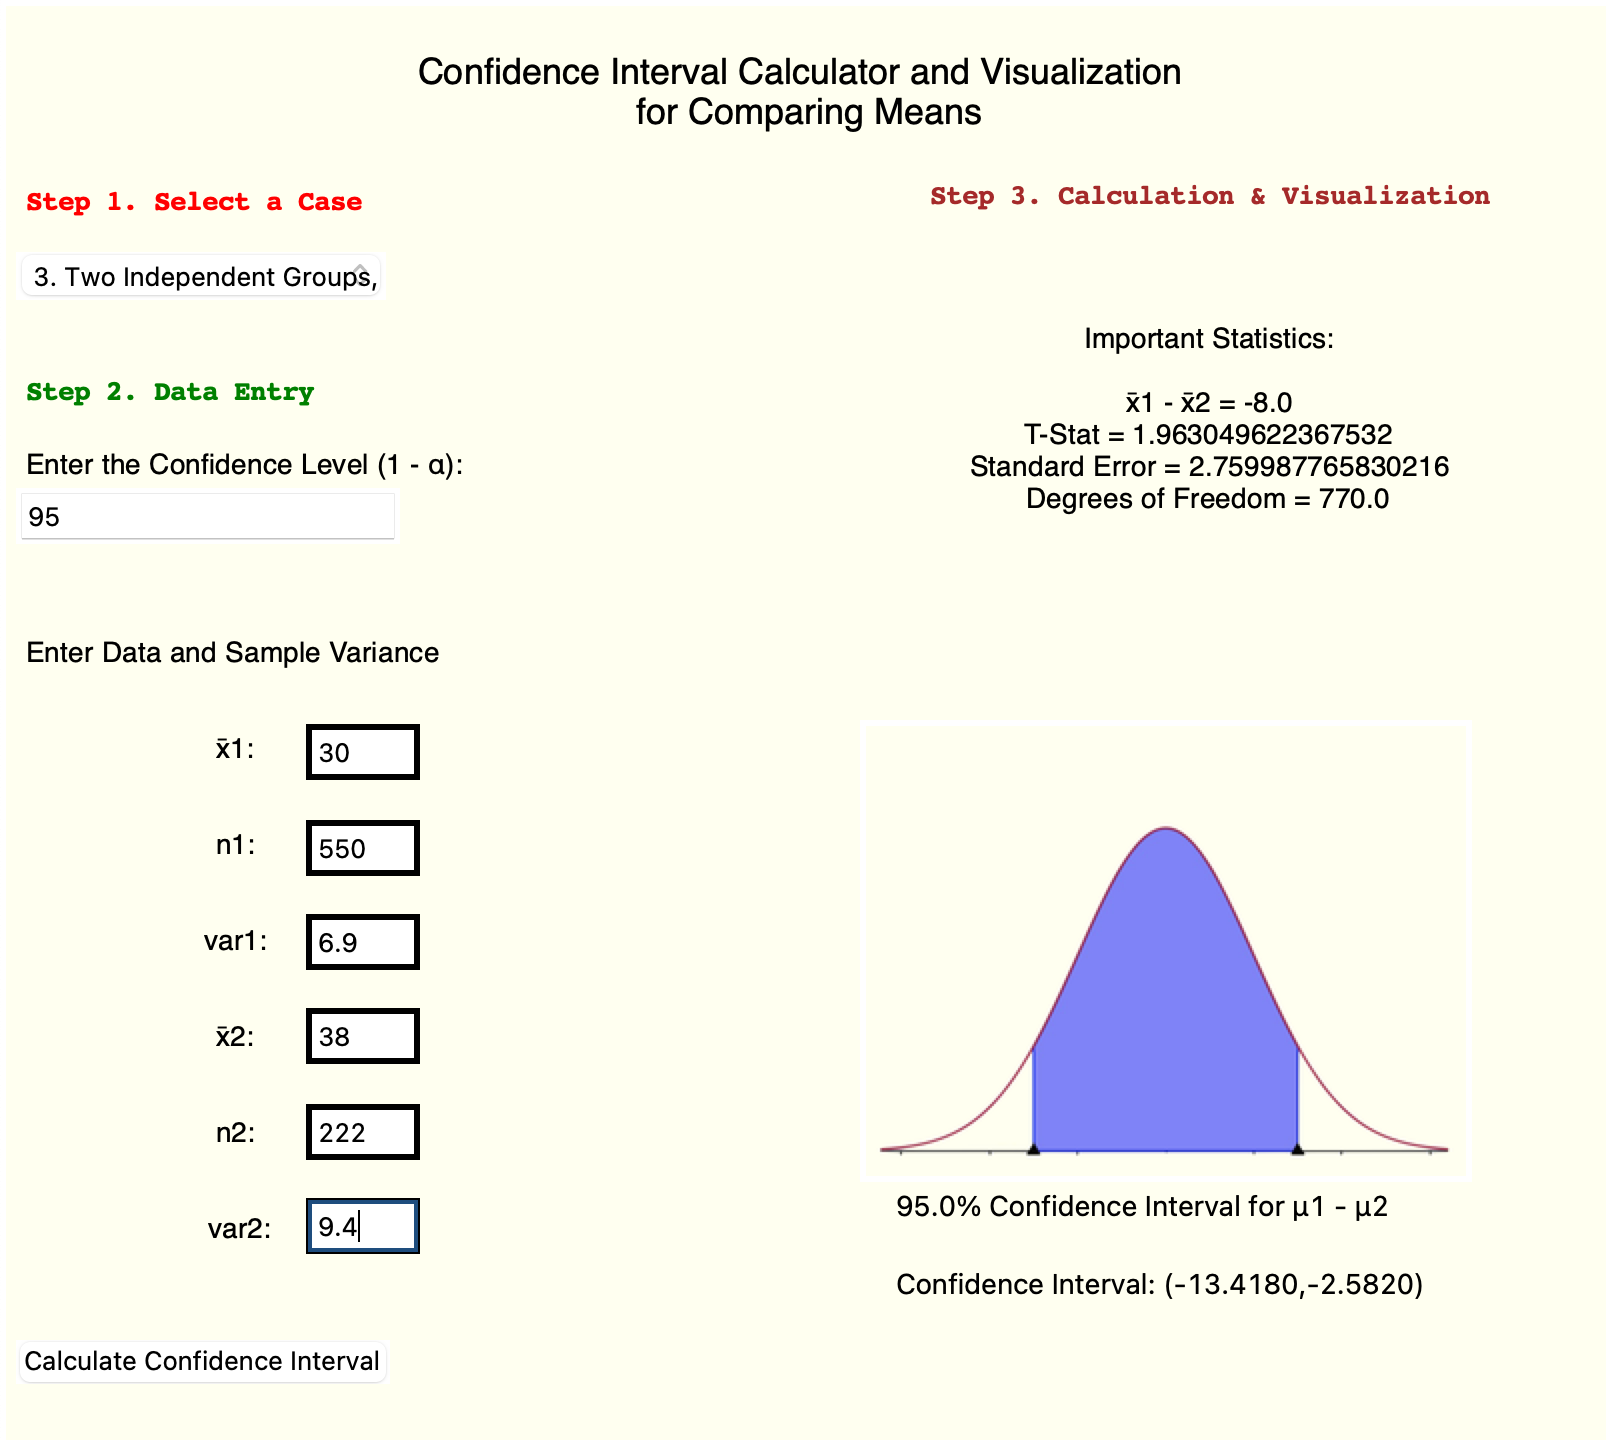 Confidence Interval Calculator and Visualization
for Comparing Means
Step 1. Select a Case
3. Two Independent Groups,
Step 2. Data Entry
Enter the Confidence Level (1 - α):
95
Enter Data and Sample Variance
x̄1: 30
n1: 550
var1: 6.9
x̄2: 38
n2: 222
var2: 9.4
Calculate Confidence Interval
Step 3. Calculation & Visualization
Important Statistics:
x̄1 - x̄2 = -8.0
T-Stat = 1.963049622367532
Standard Error = 2.759987765830216
Degrees of Freedom = 770.0
95.0% Confidence Interval for μ1 - μ2
Confidence Interval: (-13.4180,-2.5820)